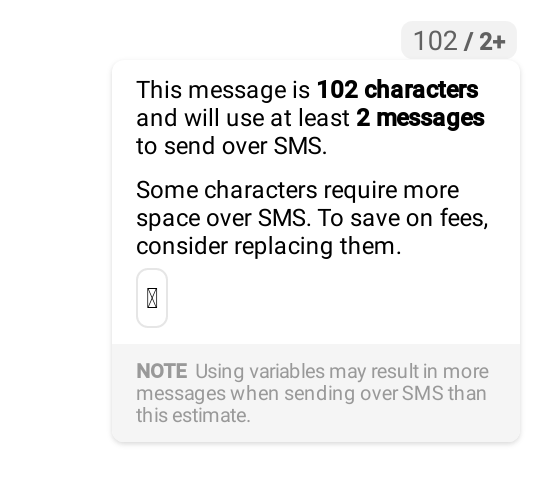 102 / 2+
This message is 102 characters
and will use at least 2 messages
to send over SMS.
Some characters require more
space over SMS. To save on fees,
consider replacing them.
NOTE Using variables may result in more
messages when sending over SMS than
this estimate.